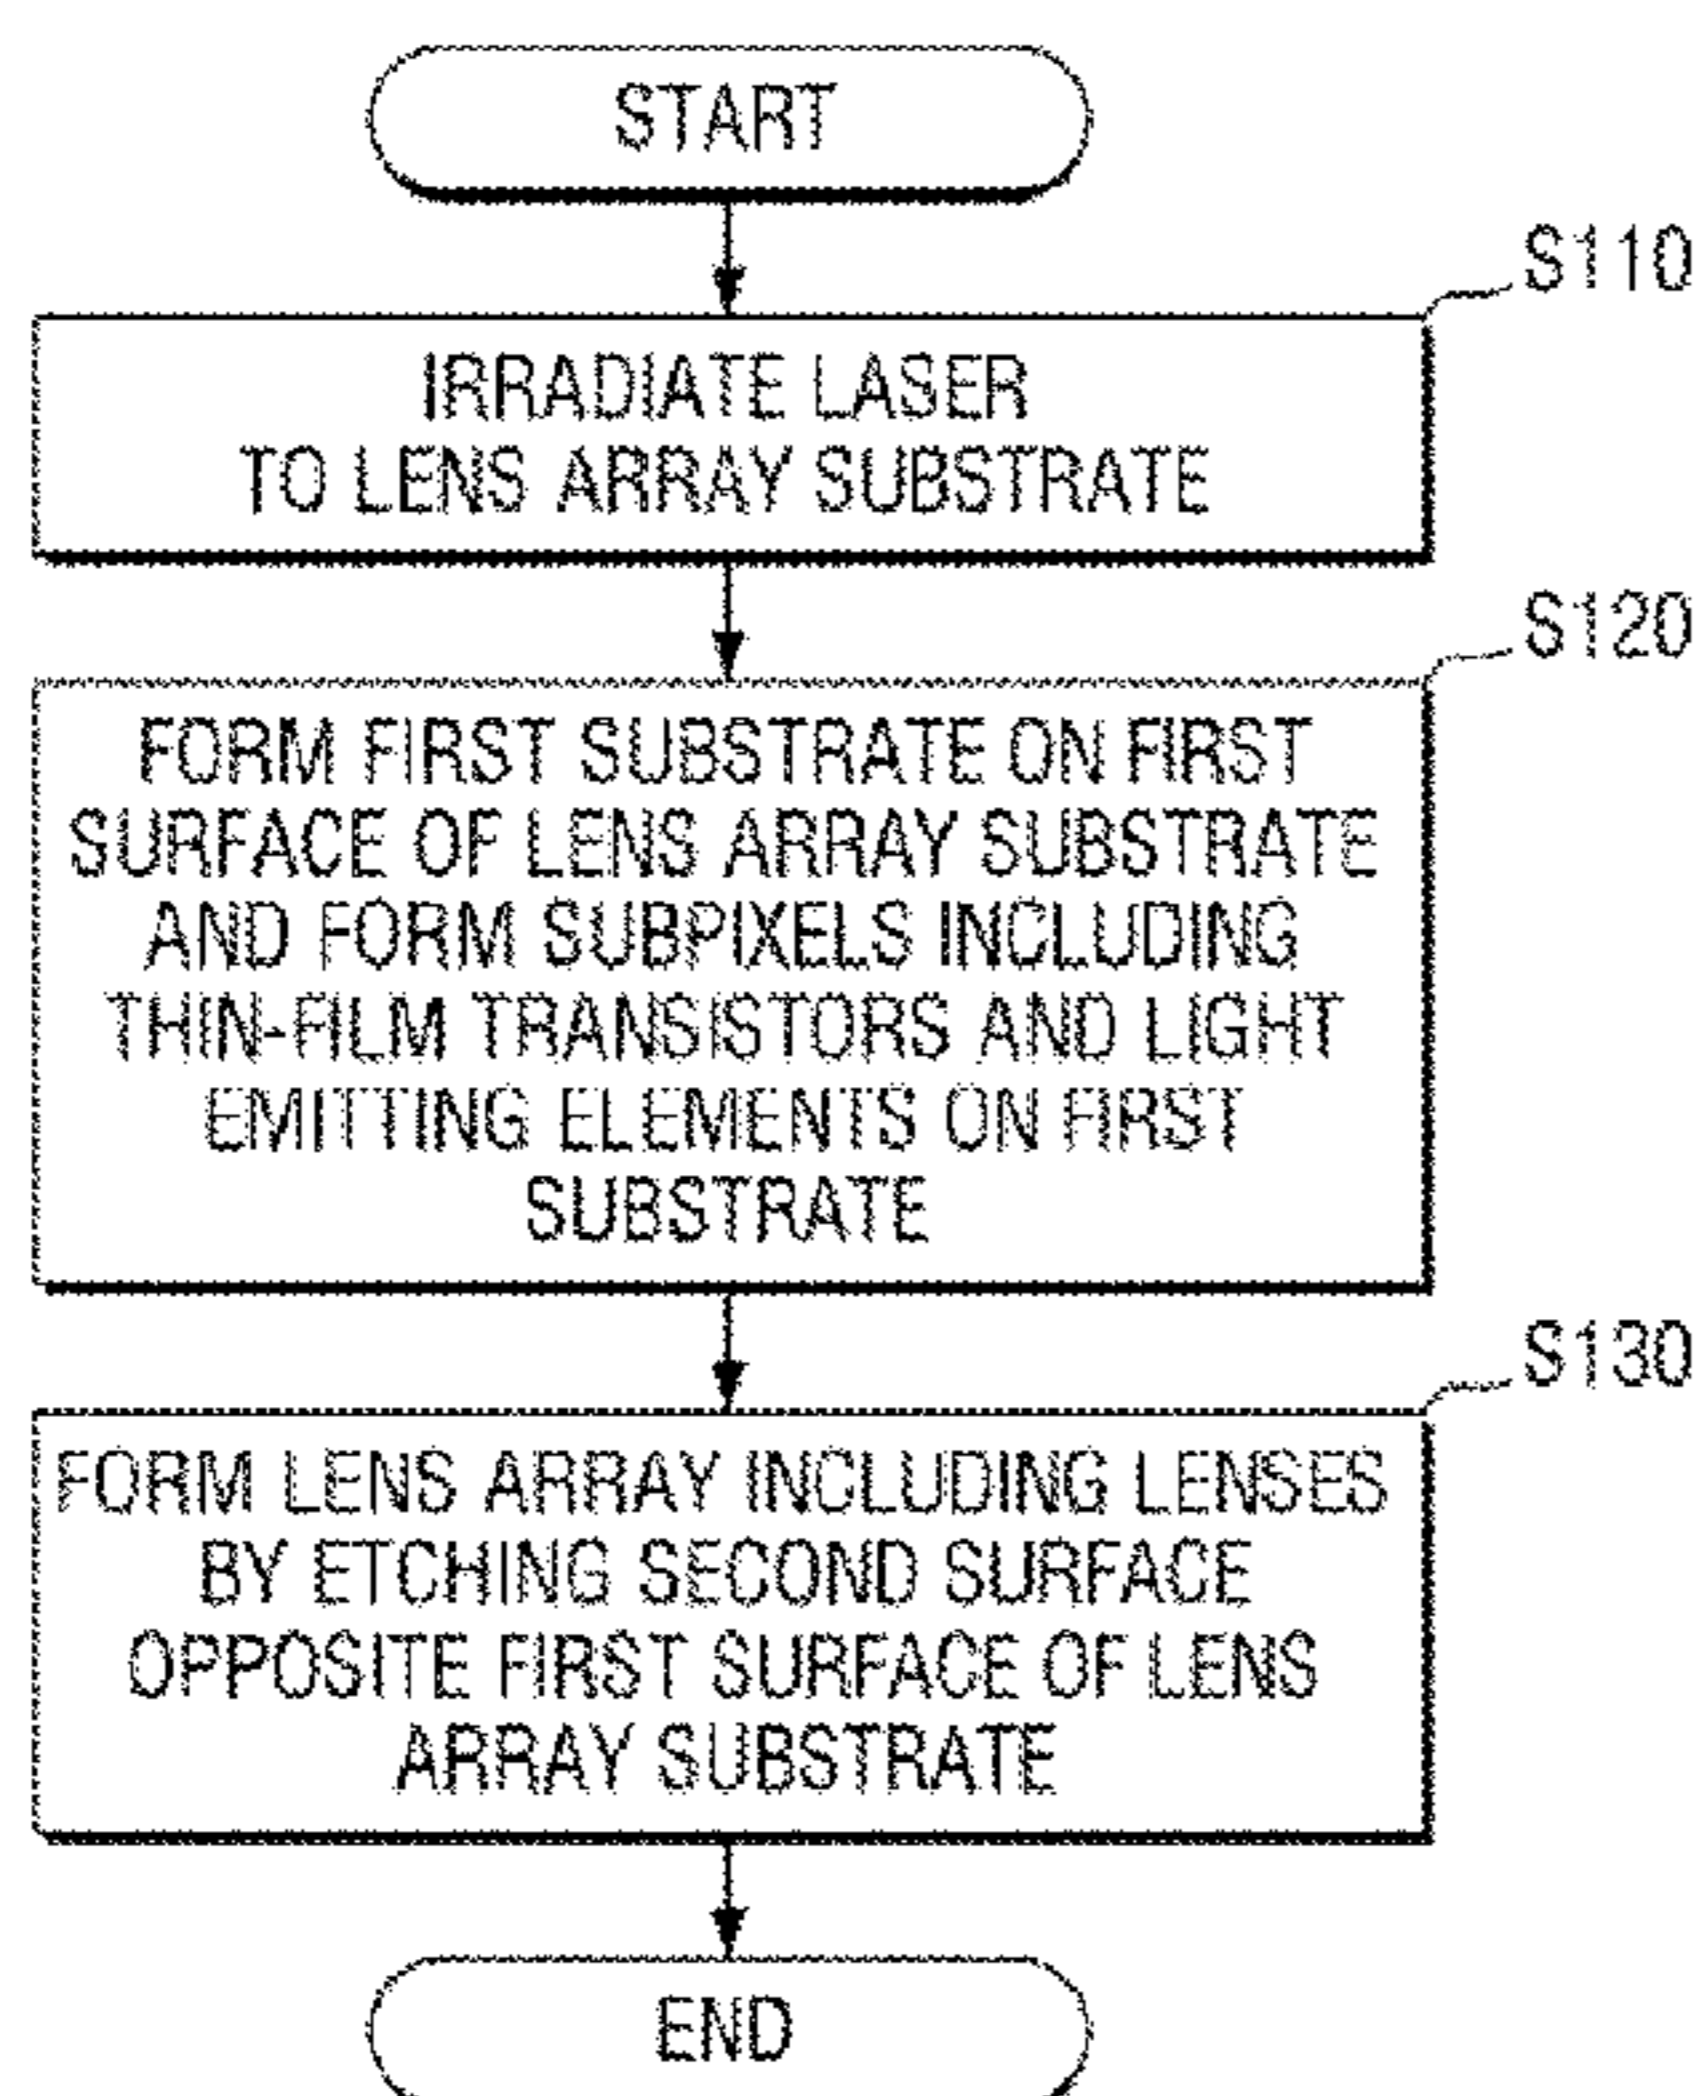 START
S110
IRRADIATE LASER
TO LENS ARRAY SUBSTRATE
S120
FORM FIRST SUBSTRATE ON FIRST
SURFACE OF LENS ARRAY SUBSTRATE
AND FORM SUBPIXELS INCLUDING
THIN-FILM TRANSISTORS AND LIGHT
EMITTING ELEMENTS ON FIRST
SUBSTRATE
S130
FORM LENS ARRAY INCLUDING LENSES
BY ETCHING SECOND SURFACE
OPPOSITE FIRST SURFACE OF LENS
ARRAY SUBSTRATE
END